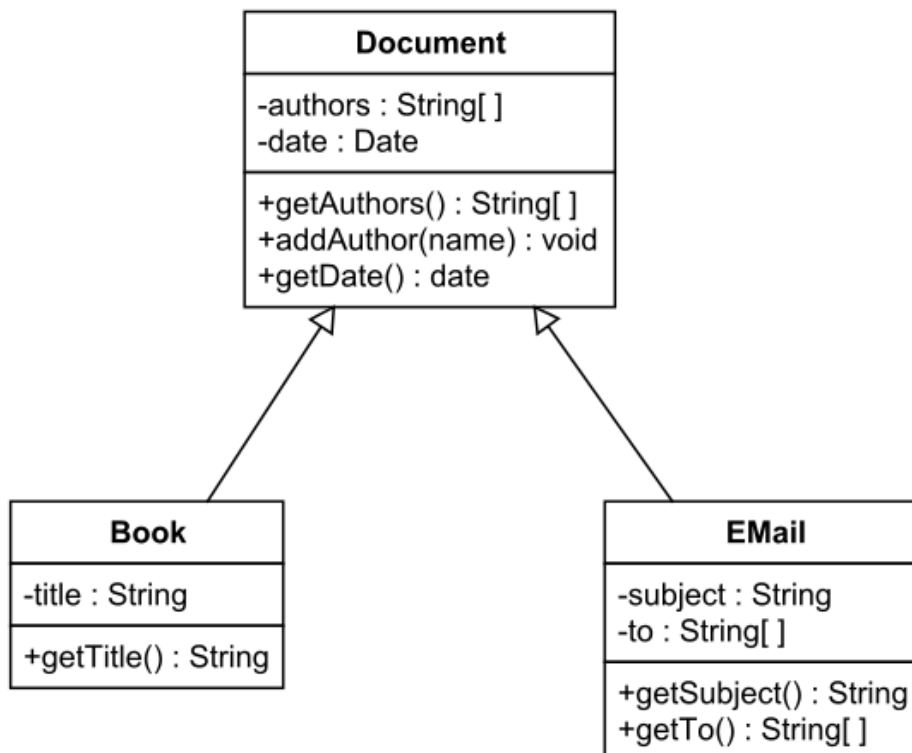 Document
-authors : String[ ]
-date : Date
+getAuthors() : String[ ]
+addAuthor(name) : void
+getDate() : date
Book
-title : String
+getTitle() : String
EMail
-subject : String
-to : String[ ]
+getSubject() : String
+getTo() : String[ ]